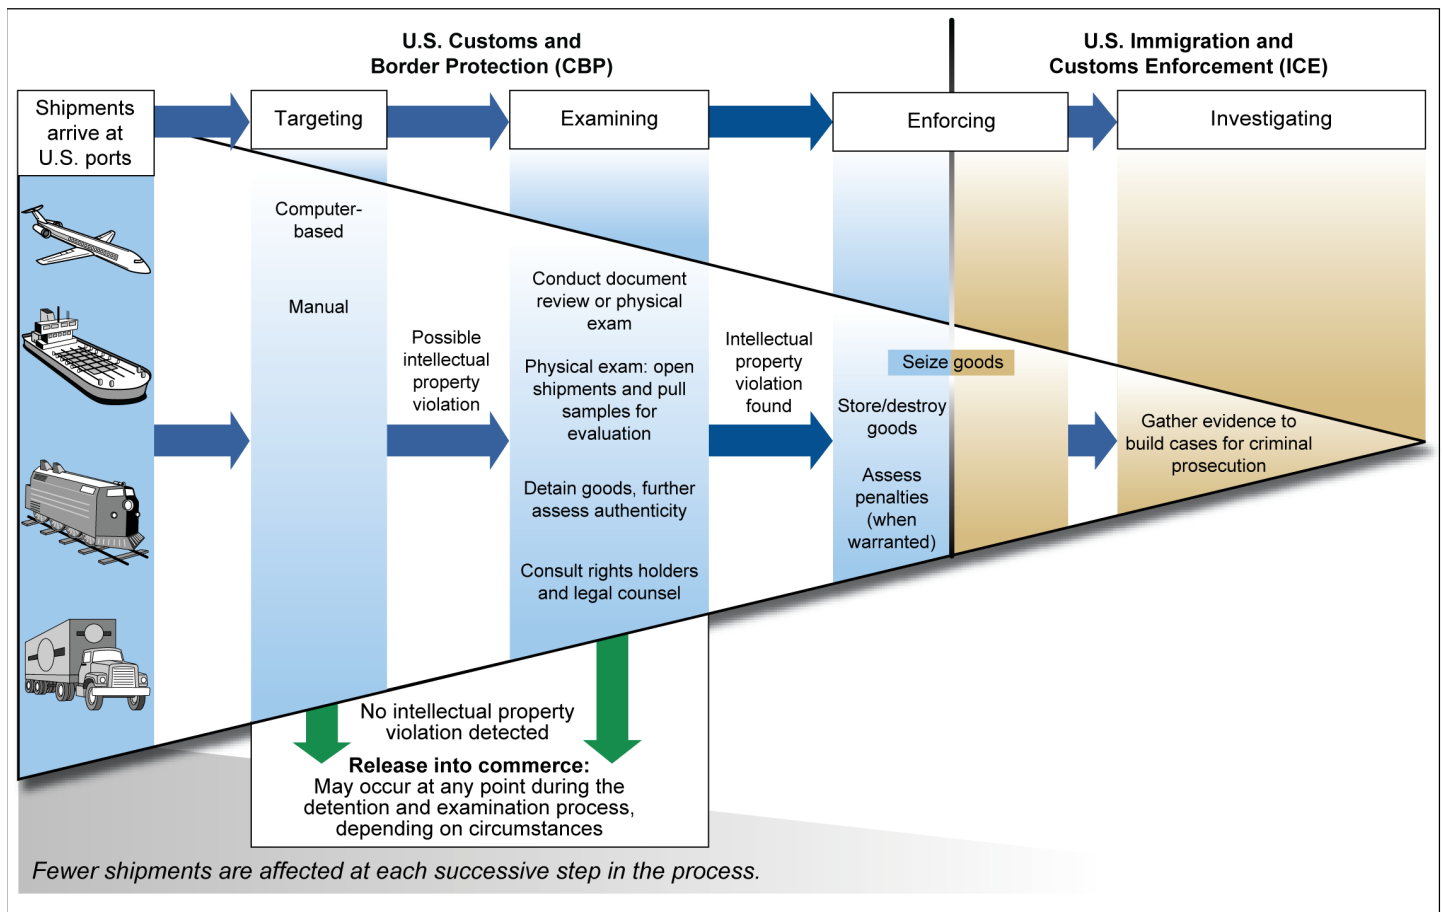 U.S. Customs and
Border Protection (CBP)
U.S. Immigration and
Customs Enforcement (ICE)
Shipments
arrive at
U.S. ports
Targeting
Examining
Enforcing
Investigating
Computer-
based
Manual
Possible
intellectual
property
violation
Conduct document
review or physical
exam
Physical exam: open
shipments and pull
samples for
evaluation
Detain goods, further
assess authenticity
Consult rights holders
and legal counsel
Intellectual
property
violation
found
Seize goods
Store/destroy
goods
Assess
penalties
(when
warranted)
Gather evidence to
build cases for criminal
prosecution
No intellectual property
violation detected
Release into commerce:
May occur at any point during the
detention and examination process,
depending on circumstances
Fewer shipments are affected at each successive step in the process.